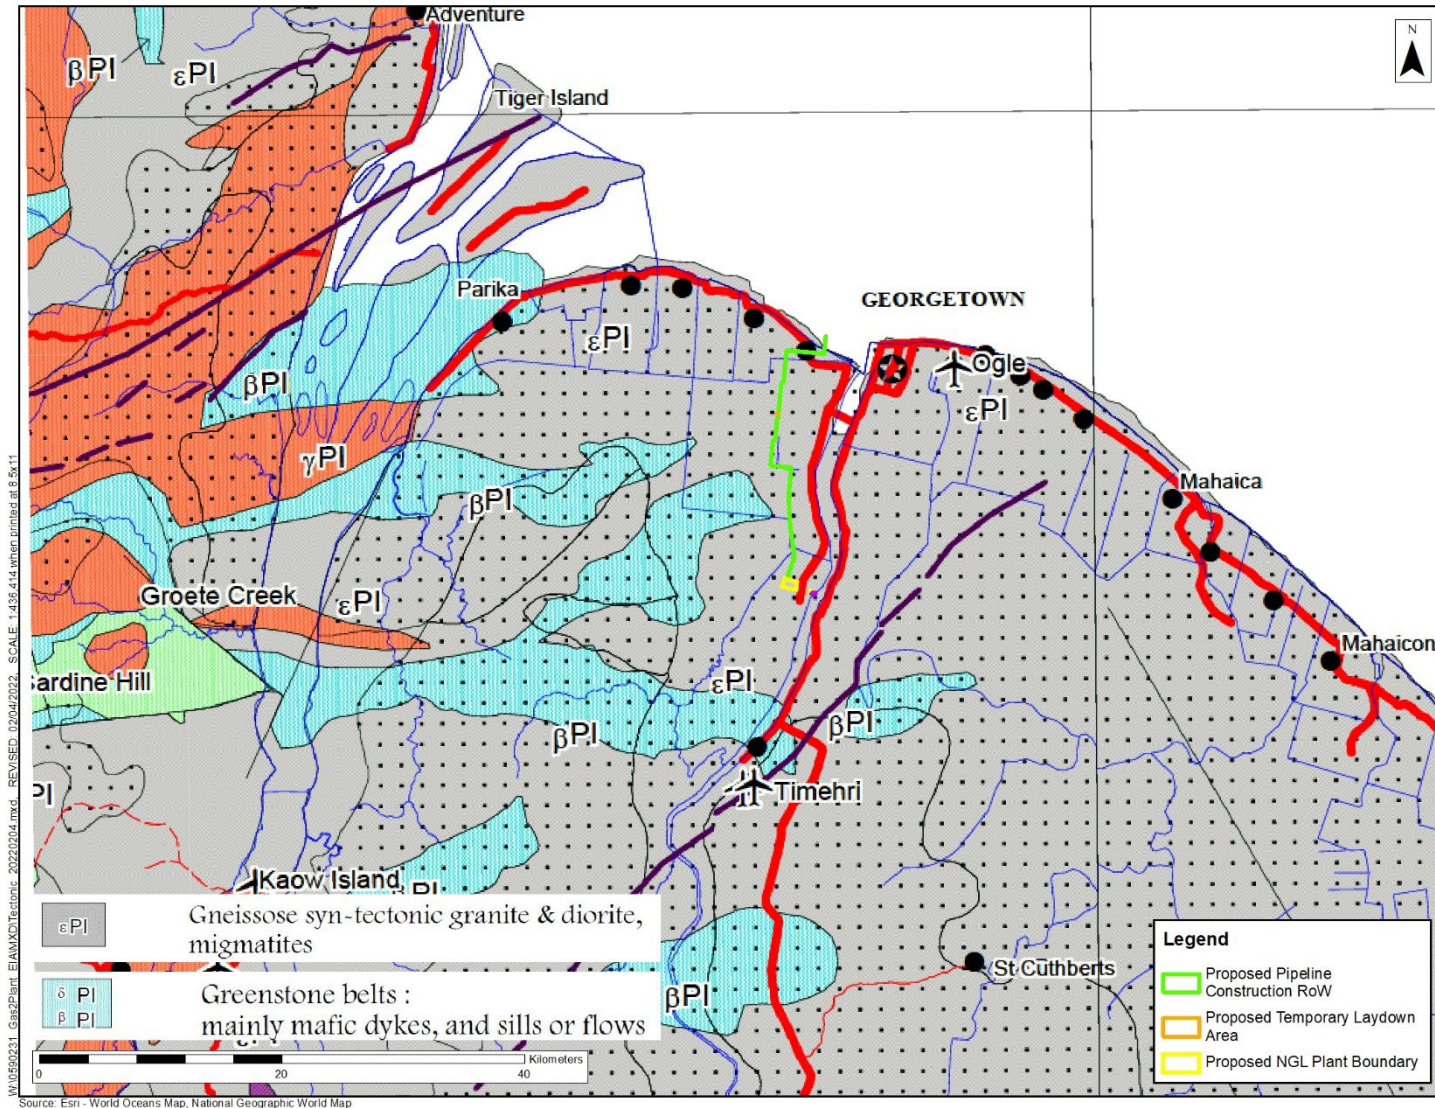 Adventure
N
βPI
εPI
Tiger Island
Parika
GEORGETOWN
εPI
Ogle
βPI
εPI
γPI
Mahaica
βPI
Groete Creek
εPI
Mahaicon
Sardine Hill
εPI
βPI
βPI
PI
Timehri
Kaow Island
βPI
St Cuthberts
βPI
εPI
Gneissose syn-tectonic granite & diorite,
migmatites
δ PI
β PI
Greenstone belts :
mainly mafic dykes, and sills or flows
Kilometers
0
20
40
Legend
Proposed Pipeline
Construction RoW
Proposed Temporary Laydown
Area
Proposed NGL Plant Boundary
Source: Esri - World Oceans Map, National Geographic World Map